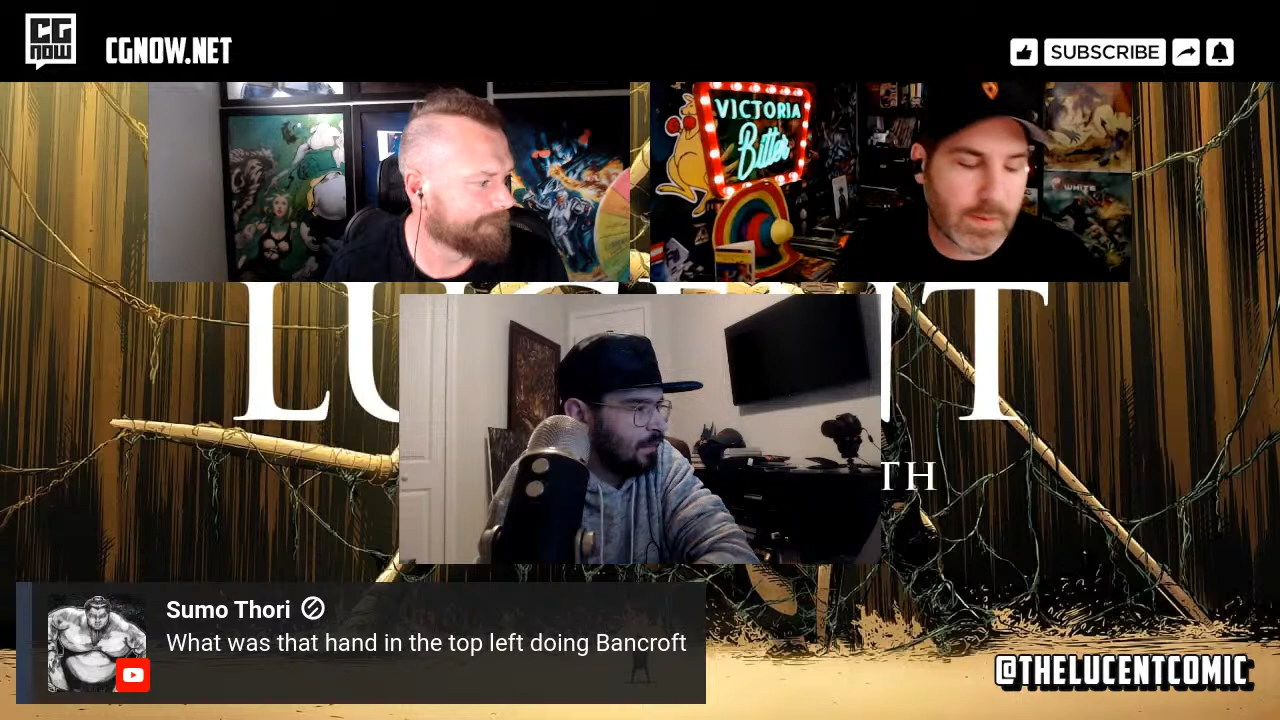 CG
NOW
CGNOW.NET
SUBSCRIBE
VICTORIA
Bitter
WHITE
TH
Sumo Thori
What was that hand in the top left doing Bancroft
@THELUCENTCOMIC